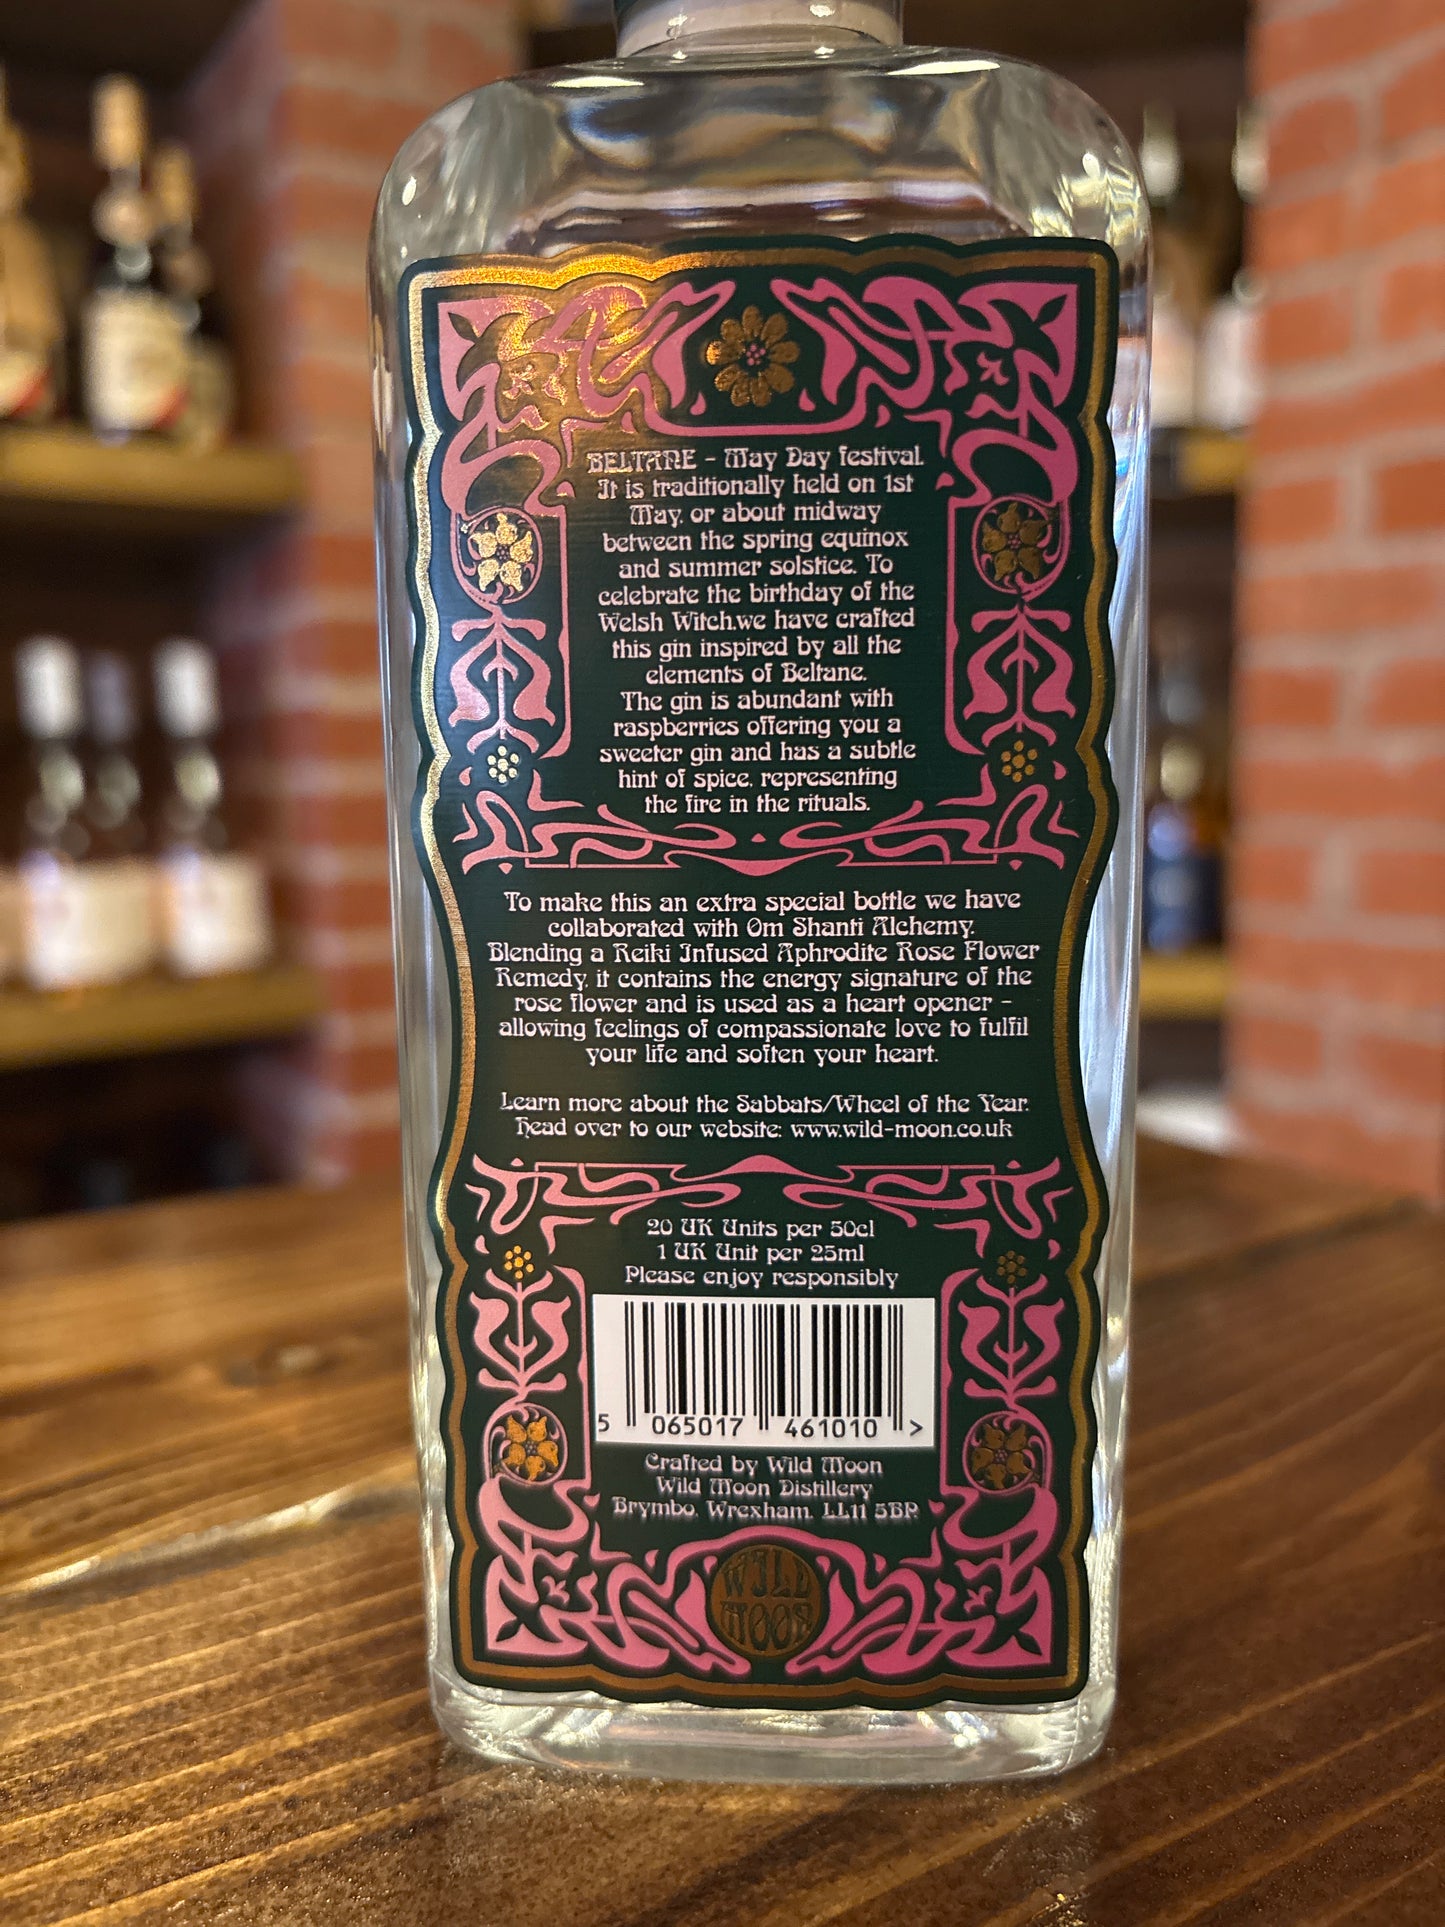 BELTANE - May Day festival.
It is traditionally held on 1st
May, or about midway
between the spring equinox
and summer solstice. To
celebrate the birthday of the
Welsh Witch,we have crafted
this gin inspired by all the
elements of Beltane.
The gin is abundant with
raspberries offering you a
sweeter gin and has a subtle
hint of spice, representing
the fire in the rituals.
To make this an extra special bottle we have
collaborated with Om Shanti Alchemy.
Blending a Reiki Infused Aphrodite Rose Flower
Remedy, it contains the energy signature of the
rose flower and is used as a heart opener -
allowing feelings of compassionate love to fulfil
your life and soften your heart.
Learn more about the Sabbats/Wheel of the Year.
Head over to our website: www.wild-moon.co.uk
20 UK Units per 50cl
1 UK Unit per 25ml
Please enjoy responsibly
5 065017 461010 >
Crafted by Wild Moon
Wild Moon Distillery
Brymbo, Wrexham, LL11 5BR
WILD
MOON